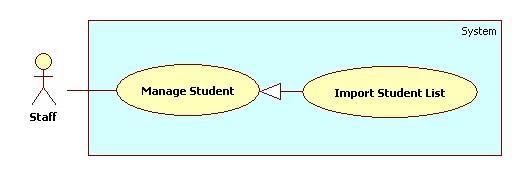 System
Manage Student
Import Student List
Staff